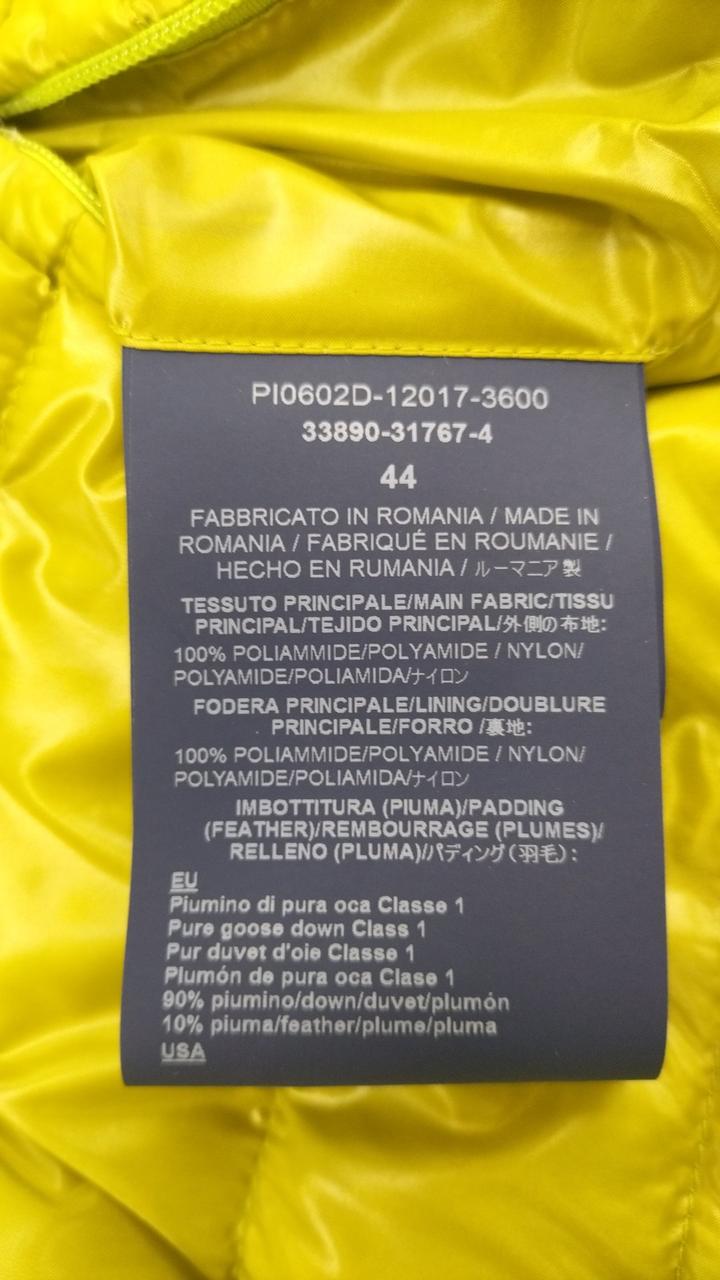 PI0602D-12017-3600
33890-31767-4
44
FABBRICATO IN ROMANIA / MADE IN
ROMANIA / FABRIQUÉ EN ROUMANIE /
HECHO EN RUMANIA / ルーマニア製
TESSUTO PRINCIPALE/MAIN FABRIC/TISSU
PRINCIPAL/TEJIDO PRINCIPAL/外側の布地:
100% POLIAMMIDE/POLYAMIDE / NYLON/
POLYAMIDE/POLIAMIDA/ナイロン
FODERA PRINCIPALE/LINING/DOUBLURE
PRINCIPALE/FORRO /裏地:
100% POLIAMMIDE/POLYAMIDE / NYLON/
POLYAMIDE/POLIAMIDA/ナイロン
IMBOTTITURA (PIUMA)/PADDING
(FEATHER)/REMBOURRAGE (PLUMES)/
RELLENO (PLUMA)/パディング(羽毛):
EU
Piumino di pura oca Classe 1
Pure goose down Class 1
Pur duvet d'oie Classe 1
Plumón de pura oca Clase 1
90% piumino/down/duvet/plumón
10% piuma/feather/plume/pluma
USA